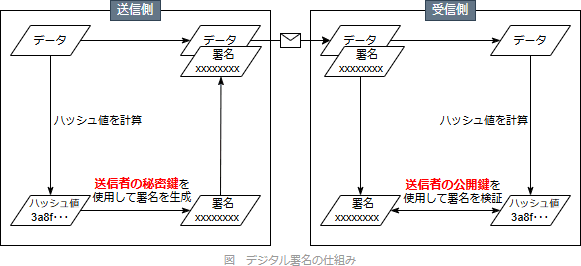 送信側
データ
データ
署名
xxxxxxxx
ハッシュ値を計算
ハッシュ値
3a8f･･･
送信者の秘密鍵を
使用して署名を生成
署名
xxxxxxxx
受信側
データ
署名
xxxxxxxx
データ
ハッシュ値を計算
署名
xxxxxxxx
送信者の公開鍵を
使用して署名を検証
ハッシュ値
3a8f･･･
図　デジタル署名の仕組み